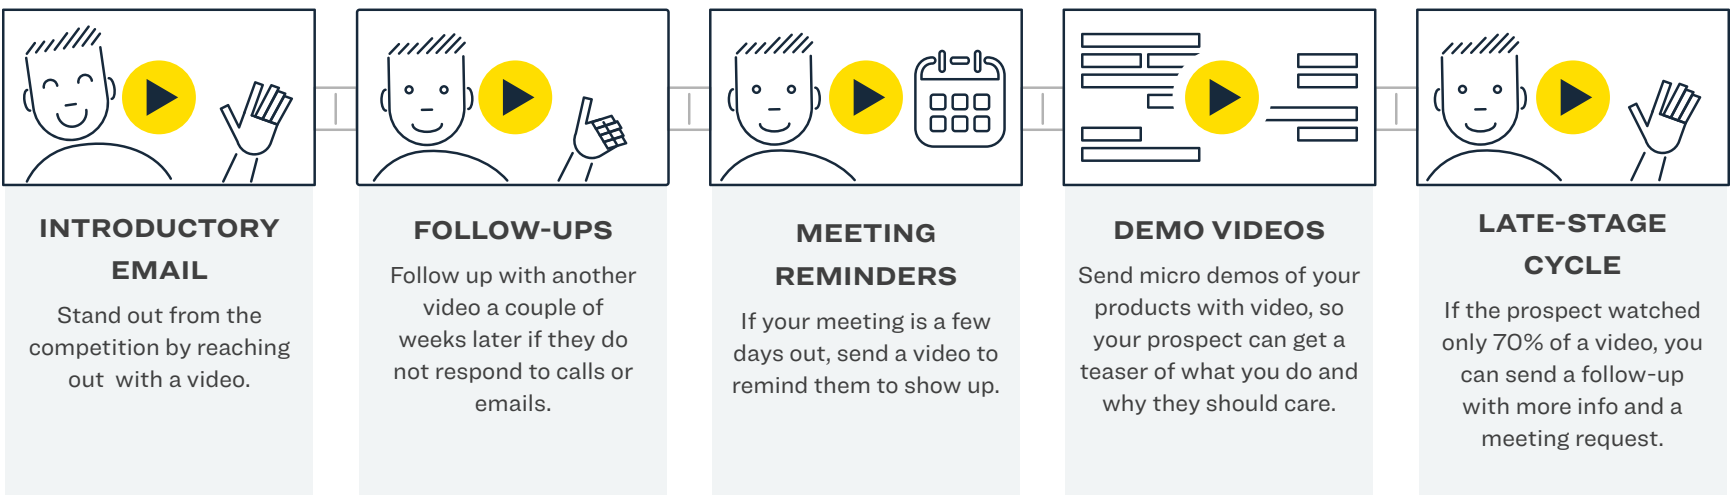 INTRODUCTORY
EMAIL
Stand out from the
competition by reaching
out with a video.
FOLLOW-UPS
Follow up with another
video a couple of
weeks later if they do
not respond to calls or
emails.
MEETING
REMINDERS
If your meeting is a few
days out, send a video to
remind them to show up.
DEMO VIDEOS
Send micro demos of your
products with video, so
your prospect can get a
teaser of what you do and
why they should care.
LATE-STAGE
CYCLE
If the prospect watched
only 70% of a video, you
can send a follow-up
with more info and a
meeting request.